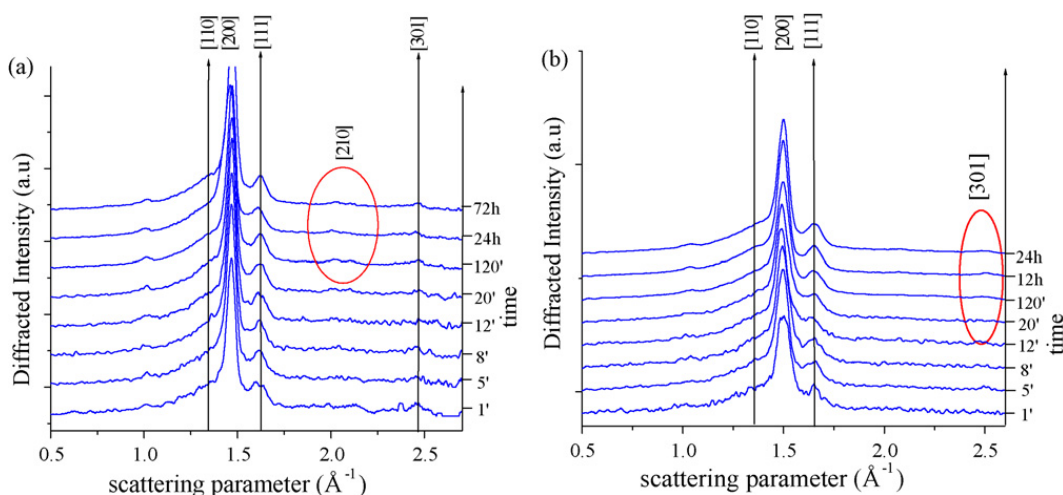 (a)
[110]
[200]
[111]
[301]
[210]
Diffracted Intensity (a.u)
72h
24h
120'
20'
12'
8'
5'
1'
time
0.5 1.0 1.5 2.0 2.5
scattering parameter (Å⁻¹)
(b)
[110]
[200]
[111]
[301]
Diffracted Intensity (a.u)
24h
12h
120'
20'
12'
8'
5'
1'
time
0.5 1.0 1.5 2.0 2.5
scattering parameter (Å⁻¹)